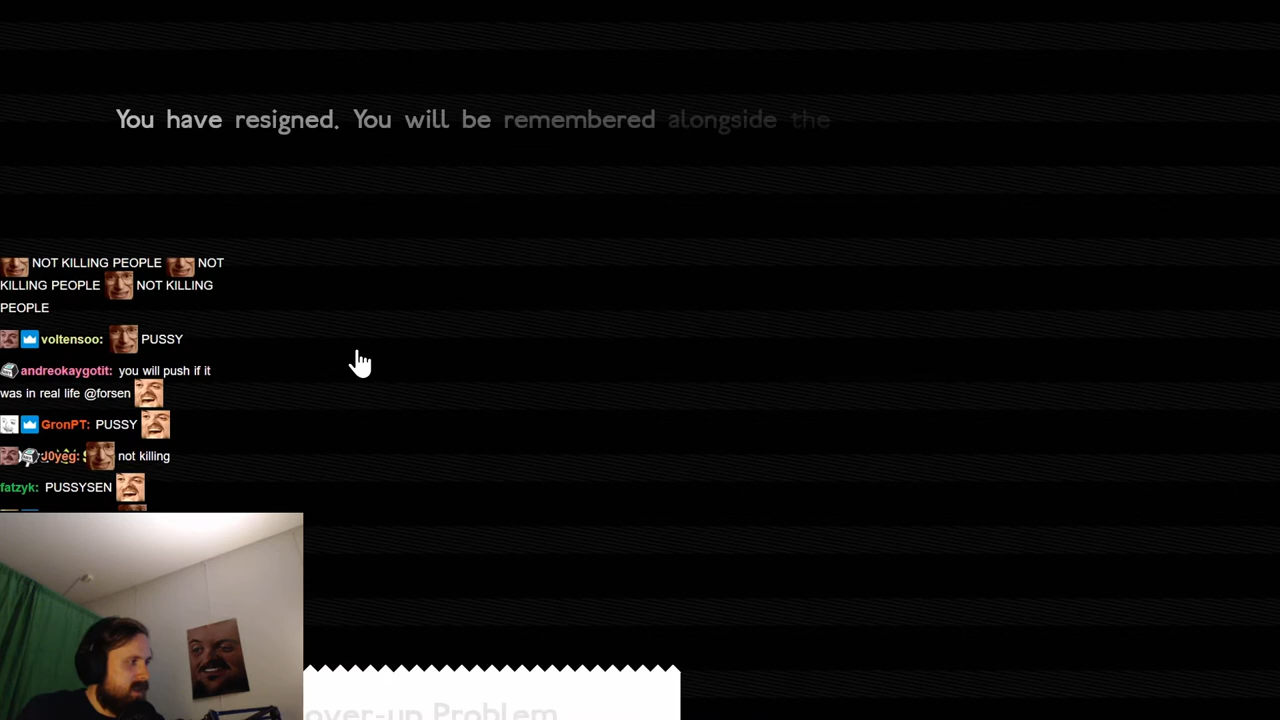 You have resigned. You will be remembered alongside the
NOT KILLING PEOPLE NOT
KILLING PEOPLE NOT KILLING
PEOPLE
voltensoo: PUSSY
andreokaygotit: you will push if it
was in real life @forsen
GronPT: PUSSY
J0yeg: not killing
fatzyk: PUSSYSEN
over-up Problem